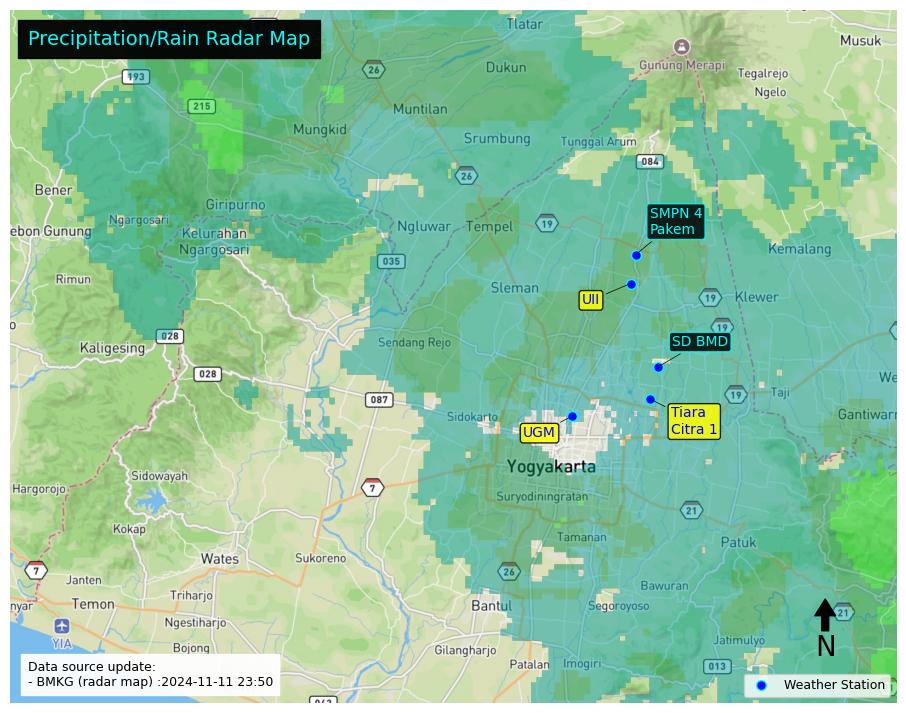 Precipitation/Rain Radar Map
Tlatar
Musuk
26
Dukun
Gunung Merapi
193
Tegalrejo
Ngelo
215
Muntilan
Mungkid
Srumbung
Tunggal Arum
084
26
Bener
Giripurno
SMPN 4
Pakem
Ngargosari
Ngluwar
Tempel
19
ebon Gunung
Kelurahan
Ngargosari
Kemalang
035
Rimun
Sleman
UII
19
Klewer
19
028
Sendang Rejo
SD BMD
Kaligesing
028
We
087
19
Taji
Sidokarto
Tiara
Citra 1
Gantiwarn
UGM
Yogyakarta
Sidowayah
Hargorojo
7
Suryodiningratan
21
Kokap
Tamanan
Patuk
Wates
Sukoreno
7
26
Janten
Bawuran
nyar
Temon
Triharjo
Bantul
Segoroyoso
21
YIA
Ngestiharjo
N
Bojong
Gilangharjo
Jatimulyo
Patalan
Imogiri
013
Data source update:
- BMKG (radar map) :2024-11-11 23:50
Weather Station